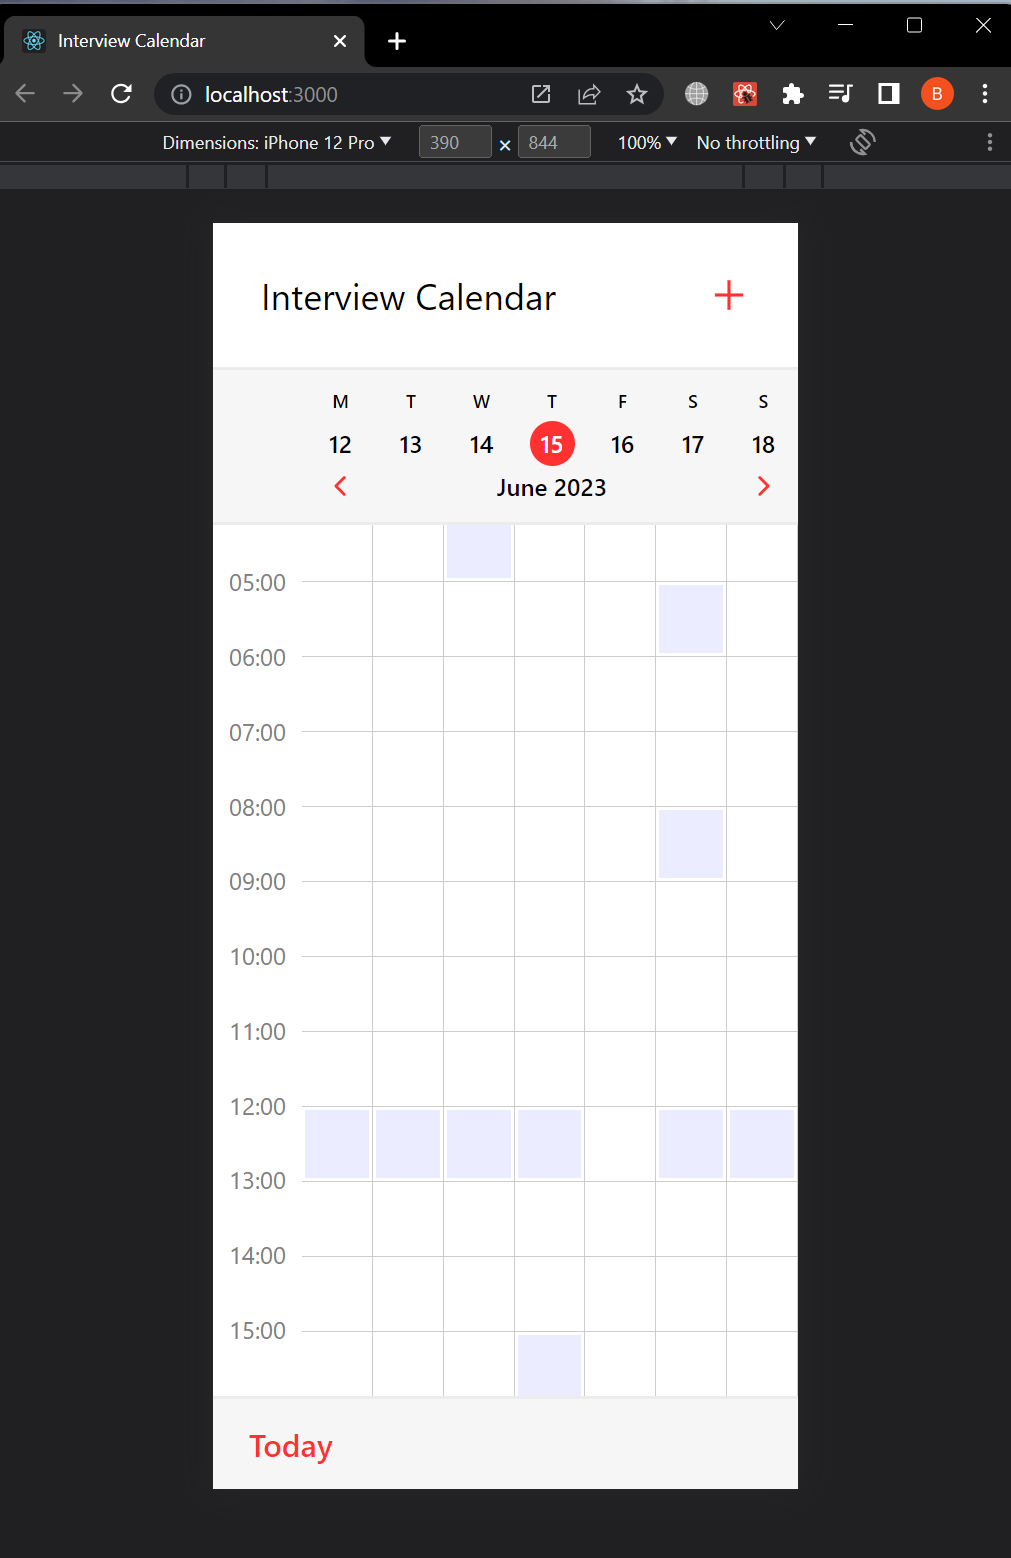 Interview Calendar
localhost:3000
B
Dimensions: iPhone 12 Pro 390 × 844 100% No throttling
Interview Calendar
M T W T F S S
12 13 14 15 16 17 18
June 2023
05:00
06:00
07:00
08:00
09:00
10:00
11:00
12:00
13:00
14:00
15:00
Today